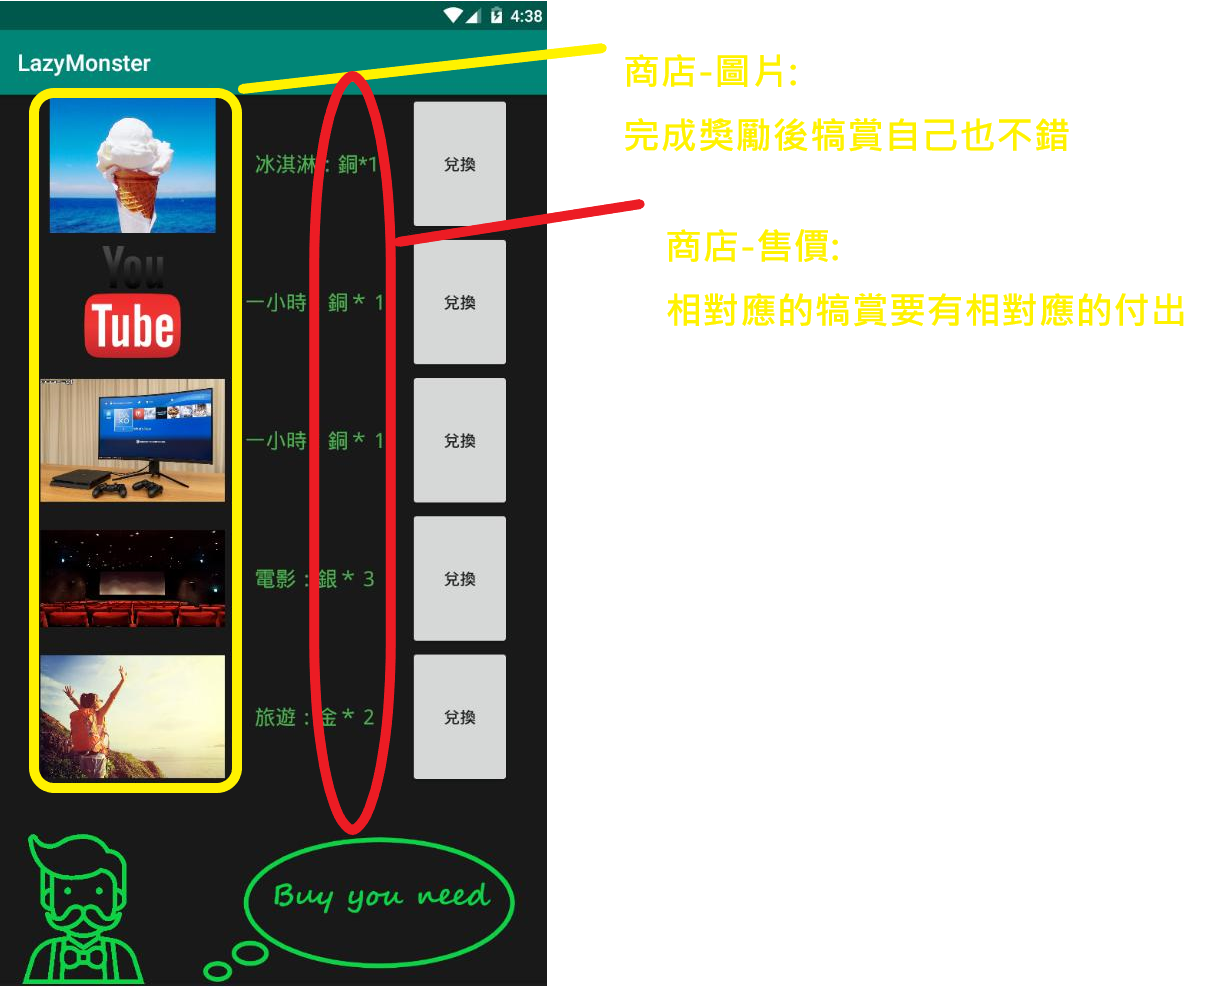 4:38
LazyMonster
商店-圖片:
完成獎勵後犒賞自己也不錯
冰淇淋：銅*1
兌換
商店-售價:
相對應的犒賞要有相對應的付出
You
Tube
一小時 銅 * 1
兌換
一小時 銅 * 1
兌換
電影：銀 * 3
兌換
旅遊：金 * 2
兌換
Buy you need